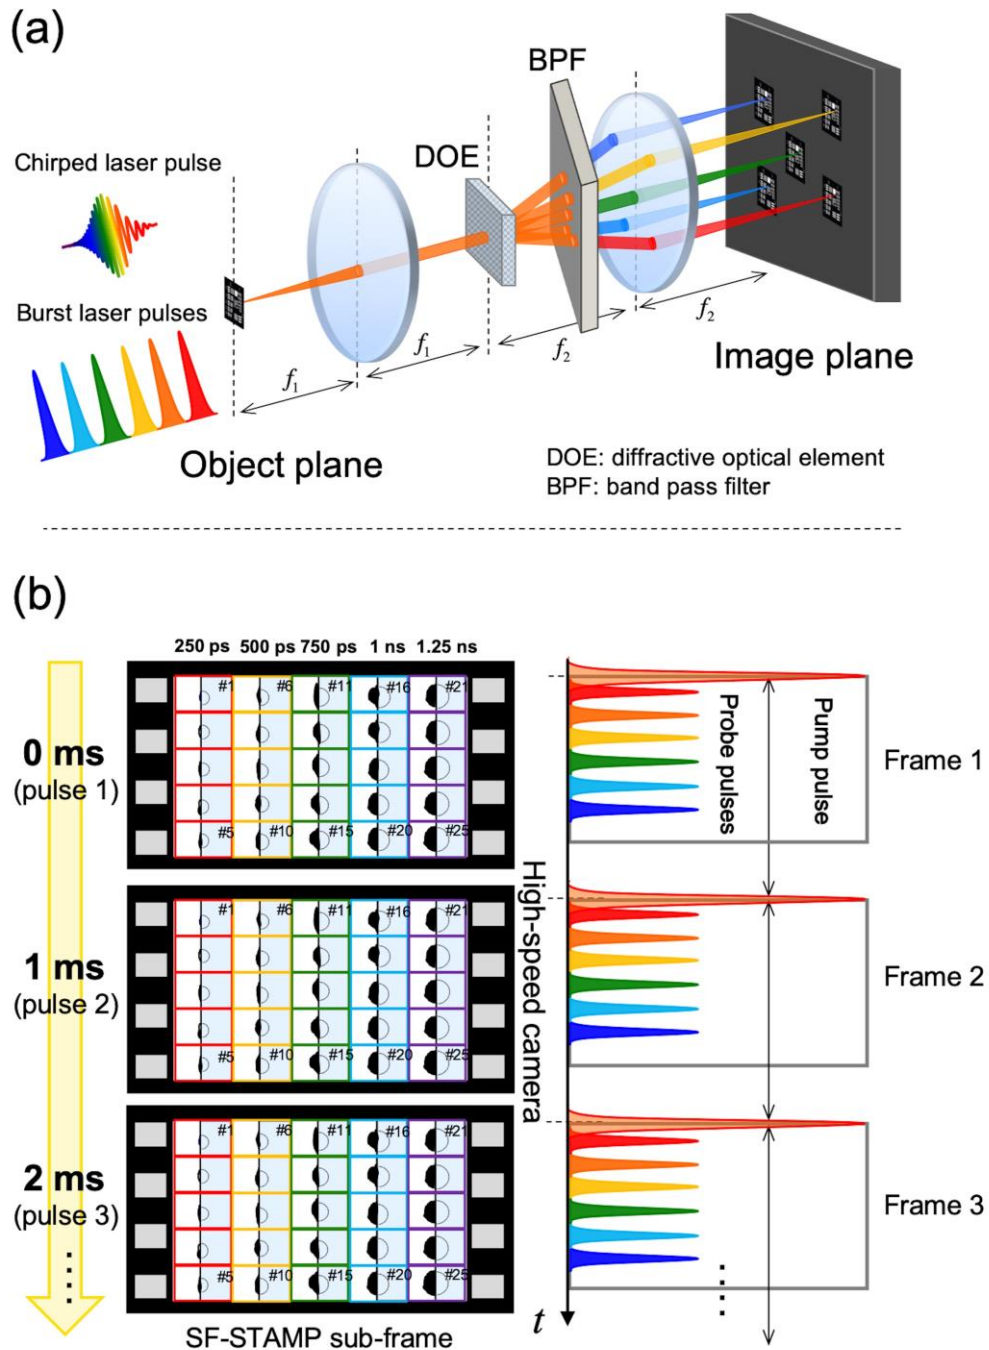 (a)
BPF
DOE
Chirped laser pulse
Burst laser pulses
f1
f1
f2
f2
Image plane
Object plane
DOE: diffractive optical element
BPF: band pass filter
(b)
250 ps 500 ps 750 ps 1 ns 1.25 ns
#1 #6 #11 #16 #21
0 ms
(pulse 1)
#5 #10 #15 #20 #25
Probe pulses
Pump pulse
Frame 1
#1 #6 #11 #16 #21
1 ms
(pulse 2)
#5 #10 #15 #20 #25
High-speed camera
Frame 2
#1 #6 #11 #16 #21
2 ms
(pulse 3)
#5 #10 #15 #20 #25
Frame 3
t
SF-STAMP sub-frame